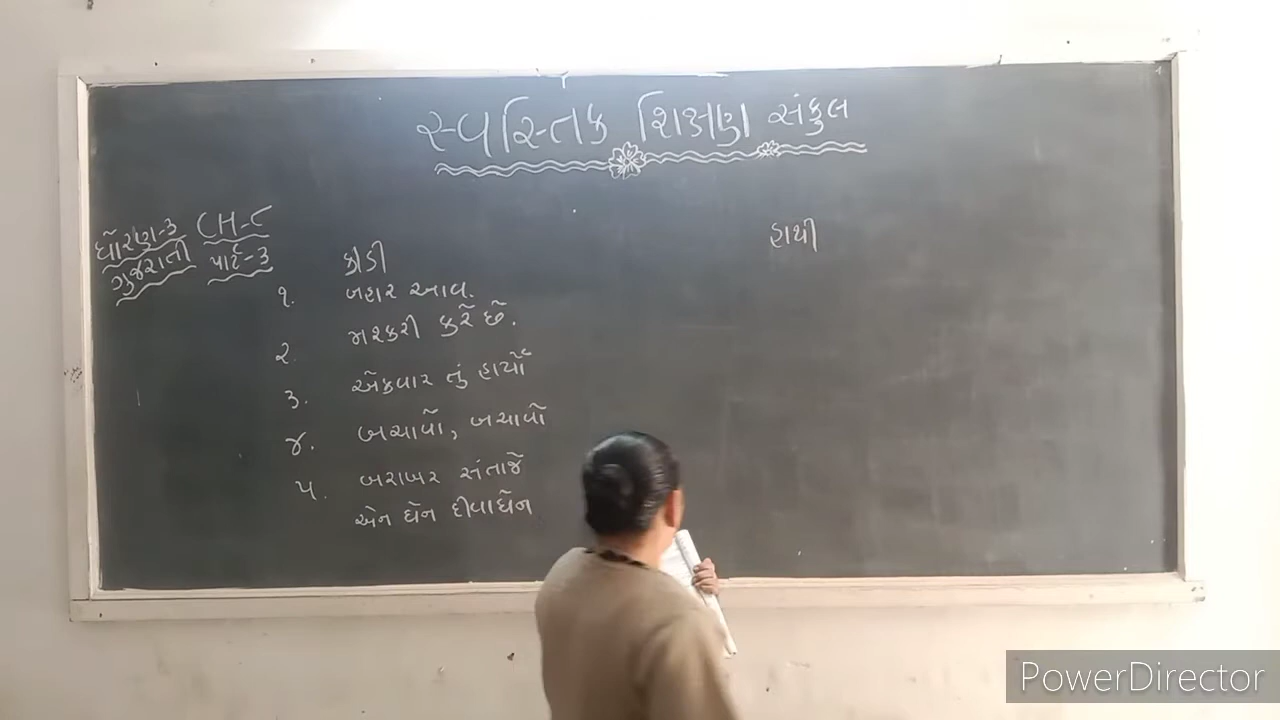 સ્વસ્તિક શિક્ષણ સંકુલ
ધોરણ-૩ CH-૮
ગુજરાતી પાર્ટ-૩
કીડી
હાથી
૧. બહાર આવ.
૨. મશ્કરી કરે છે.
૩. એકવાર તું હાર્યો
૪. બચાવો, બચાવો
૫. બરાબર સંતાજે
એન ઘેન દીવાઘેન
PowerDirector